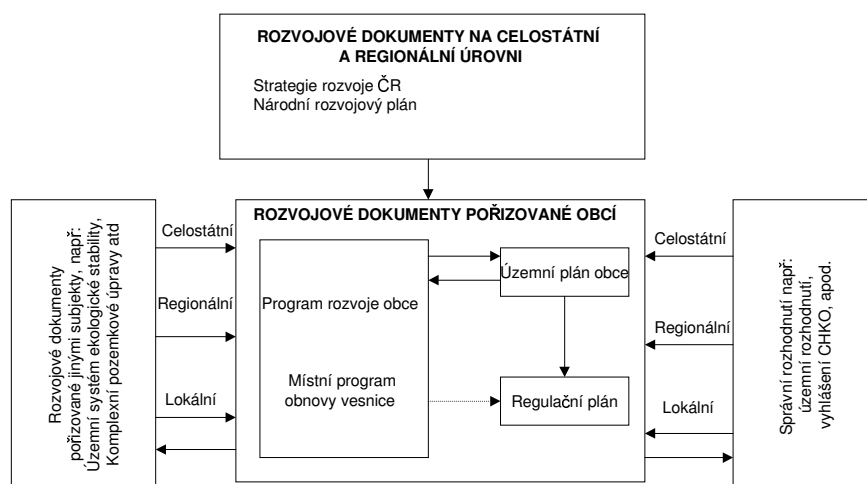 ROZVOJOVÉ DOKUMENTY NA CELOSTÁTNÍ
A REGIONÁLNÍ ÚROVNI
Strategie rozvoje ČR
Národní rozvojový plán
Rozvojové dokumenty
pořizované jinými subjekty, např:
Územní systém ekologické stability,
Komplexní pozemkové úpravy atd
Celostátní
Regionální
Lokální
ROZVOJOVÉ DOKUMENTY POŘIZOVANÉ OBCÍ
Program rozvoje obce
Místní program
obnovy vesnice
Územní plán obce
Regulační plán
Celostátní
Regionální
Lokální
Správní rozhodnutí např:
územní rozhodnutí,
vyhlášení CHKO, apod.